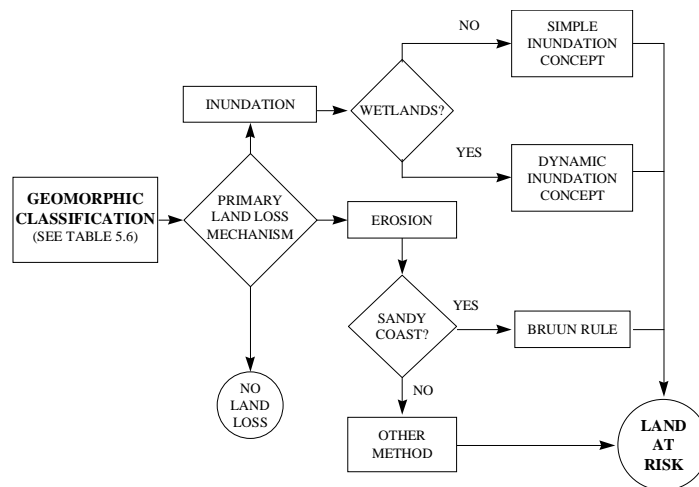 NO
SIMPLE
INUNDATION
CONCEPT
INUNDATION
WETLANDS?
YES
DYNAMIC
INUNDATION
CONCEPT
GEOMORPHIC
CLASSIFICATION
(SEE TABLE 5.6)
PRIMARY
LAND LOSS
MECHANISM
EROSION
SANDY
COAST?
YES
BRUUN RULE
NO
LAND
LOSS
NO
OTHER
METHOD
LAND
AT
RISK